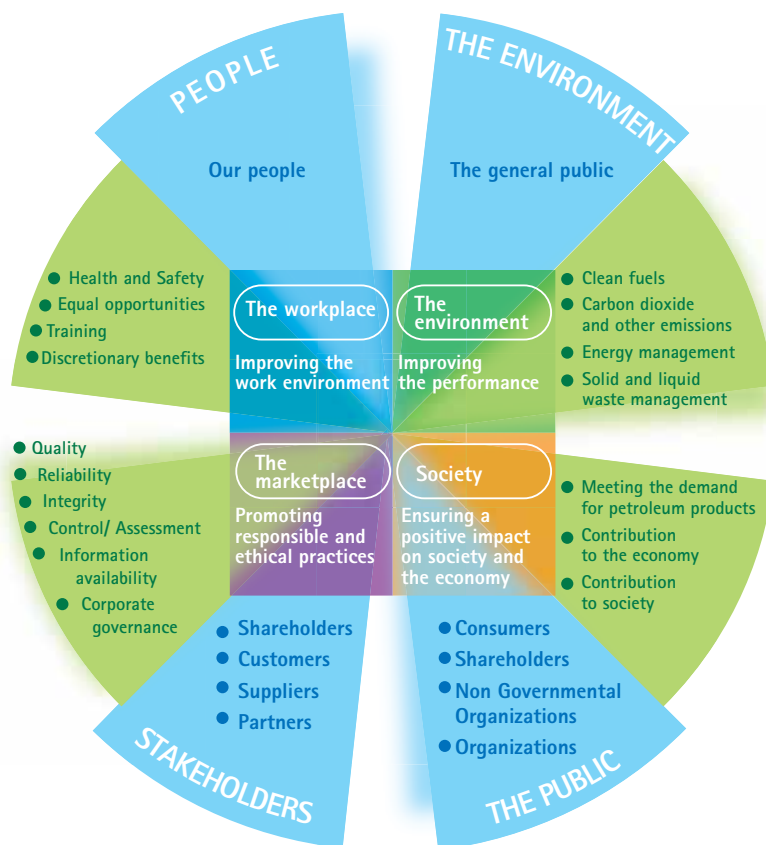 PEOPLE
THE ENVIRONMENT
Our people
The general public
● Health and Safety
● Equal opportunities
● Training
● Discretionary benefits
The workplace
Improving the
work environment
The
environment
Improving
the performance
● Clean fuels
● Carbon dioxide
and other emissions
● Energy management
● Solid and liquid
waste management
● Quality
● Reliability
● Integrity
● Control/ Assessment
● Information
availability
● Corporate
governance
The
marketplace
Promoting
responsible and
ethical practices
Society
Ensuring a
positive impact
on society and
the economy
● Meeting the demand
for petroleum products
● Contribution
to the economy
● Contribution
to society
● Shareholders
● Customers
● Suppliers
● Partners
● Consumers
● Shareholders
● Non Governmental
Organizations
● Organizations
STAKEHOLDERS
THE PUBLIC